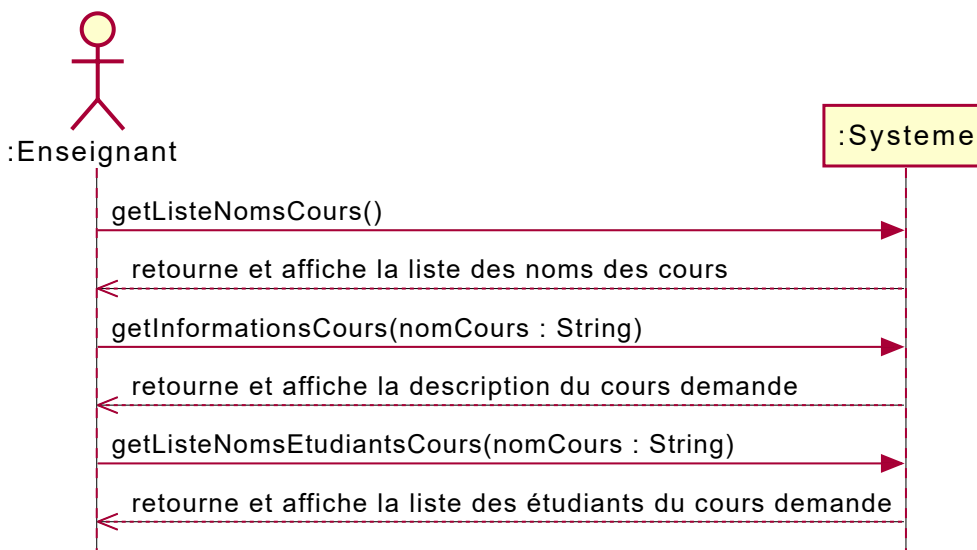 :Enseignant
:Systeme
getListeNomsCours()
retourne et affiche la liste des noms des cours
getInformationsCours(nomCours : String)
retourne et affiche la description du cours demande
getListeNomsEtudiantsCours(nomCours : String)
retourne et affiche la liste des étudiants du cours demande